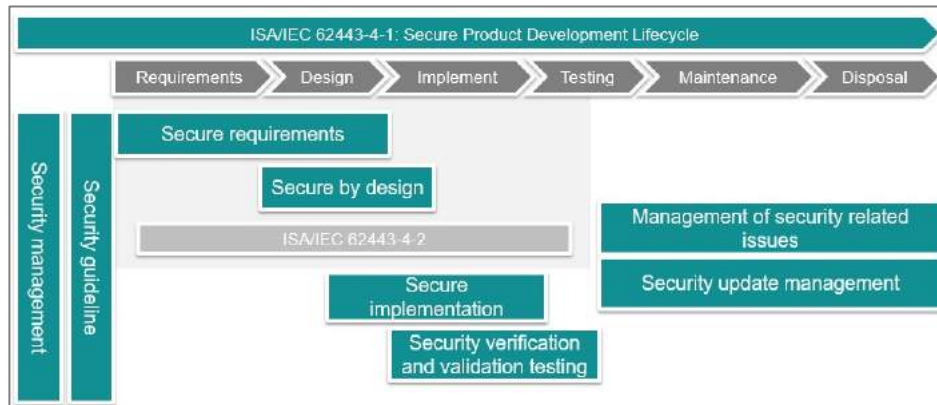 ISA/IEC 62443-4-1: Secure Product Development Lifecycle
Requirements
Design
Implement
Testing
Maintenance
Disposal
Security management
Security guideline
Secure requirements
Secure by design
ISA/IEC 62443-4-2
Management of security related
issues
Security update management
Secure
implementation
Security verification
and validation testing